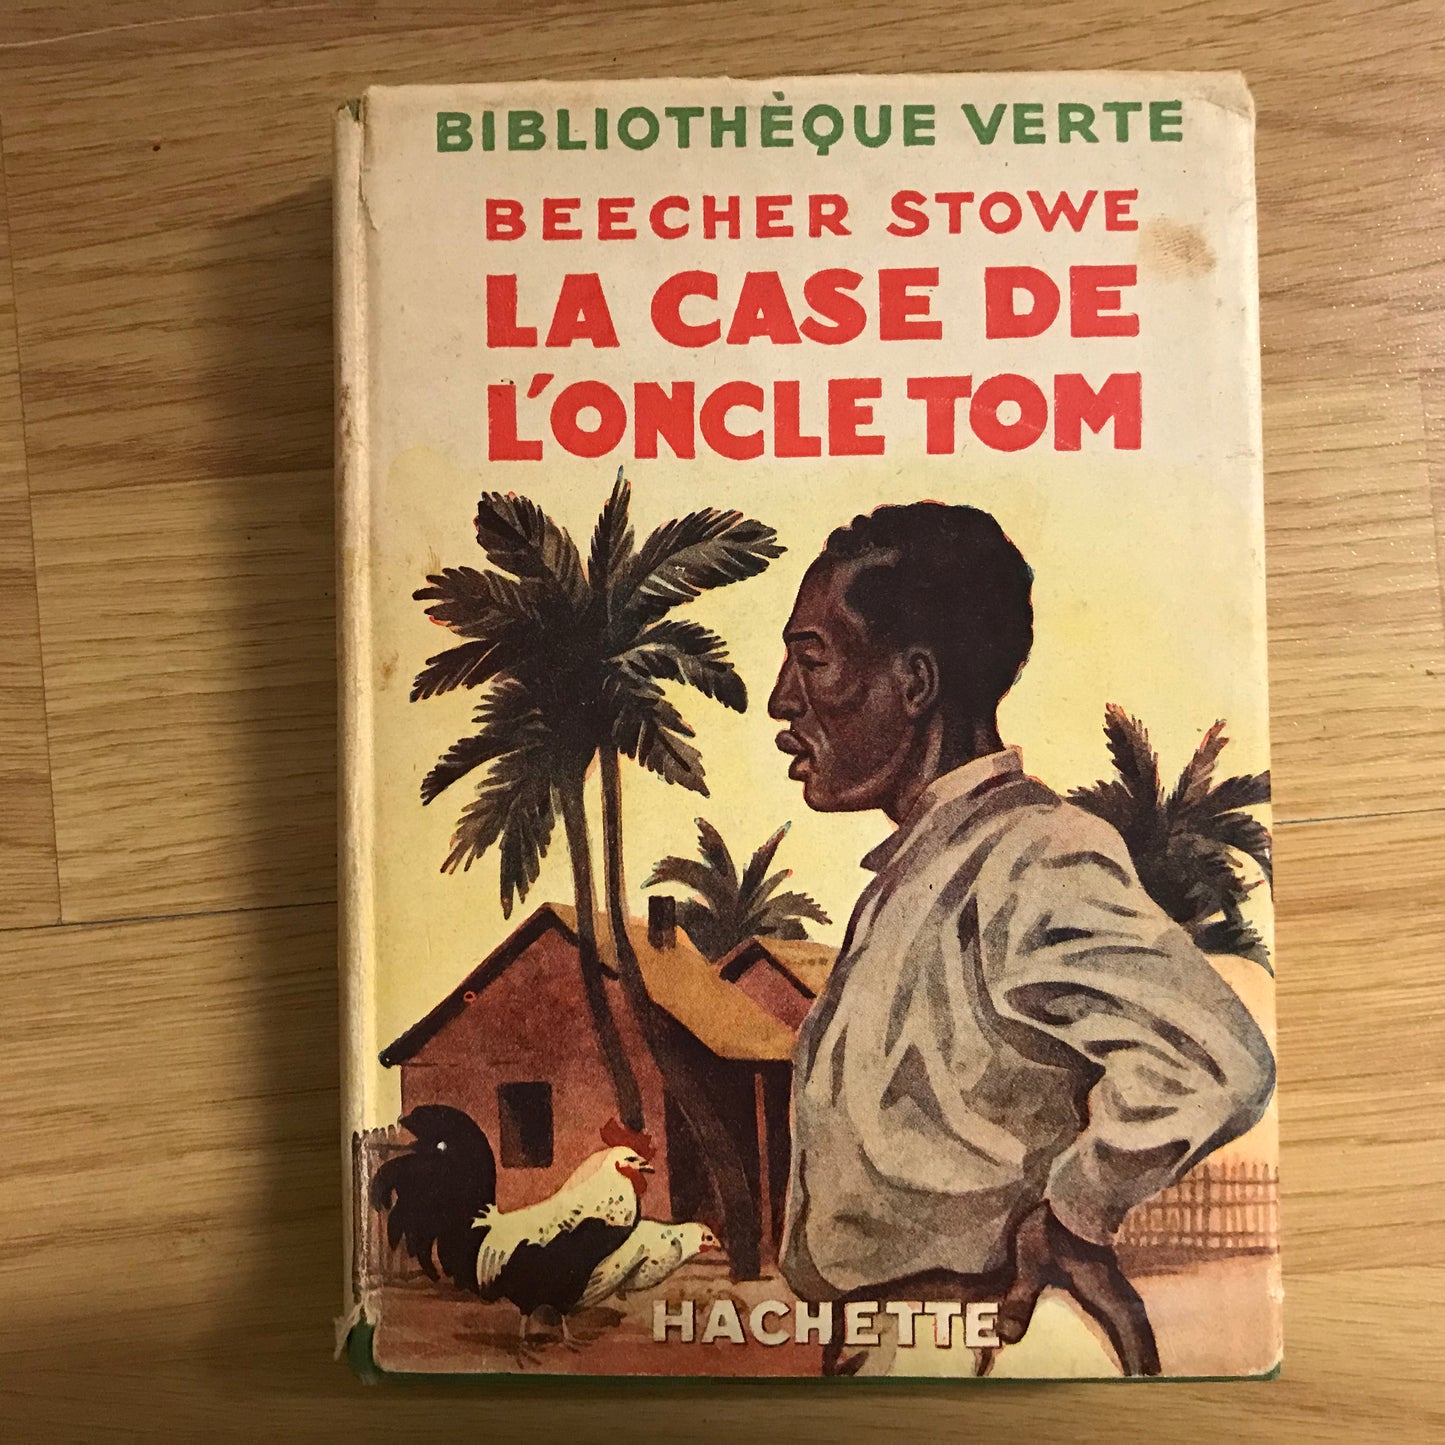 BIBLIOTHÈQUE VERTE
BEECHER STOWE
LA CASE DE
L'ONCLE TOM
HACHETTE